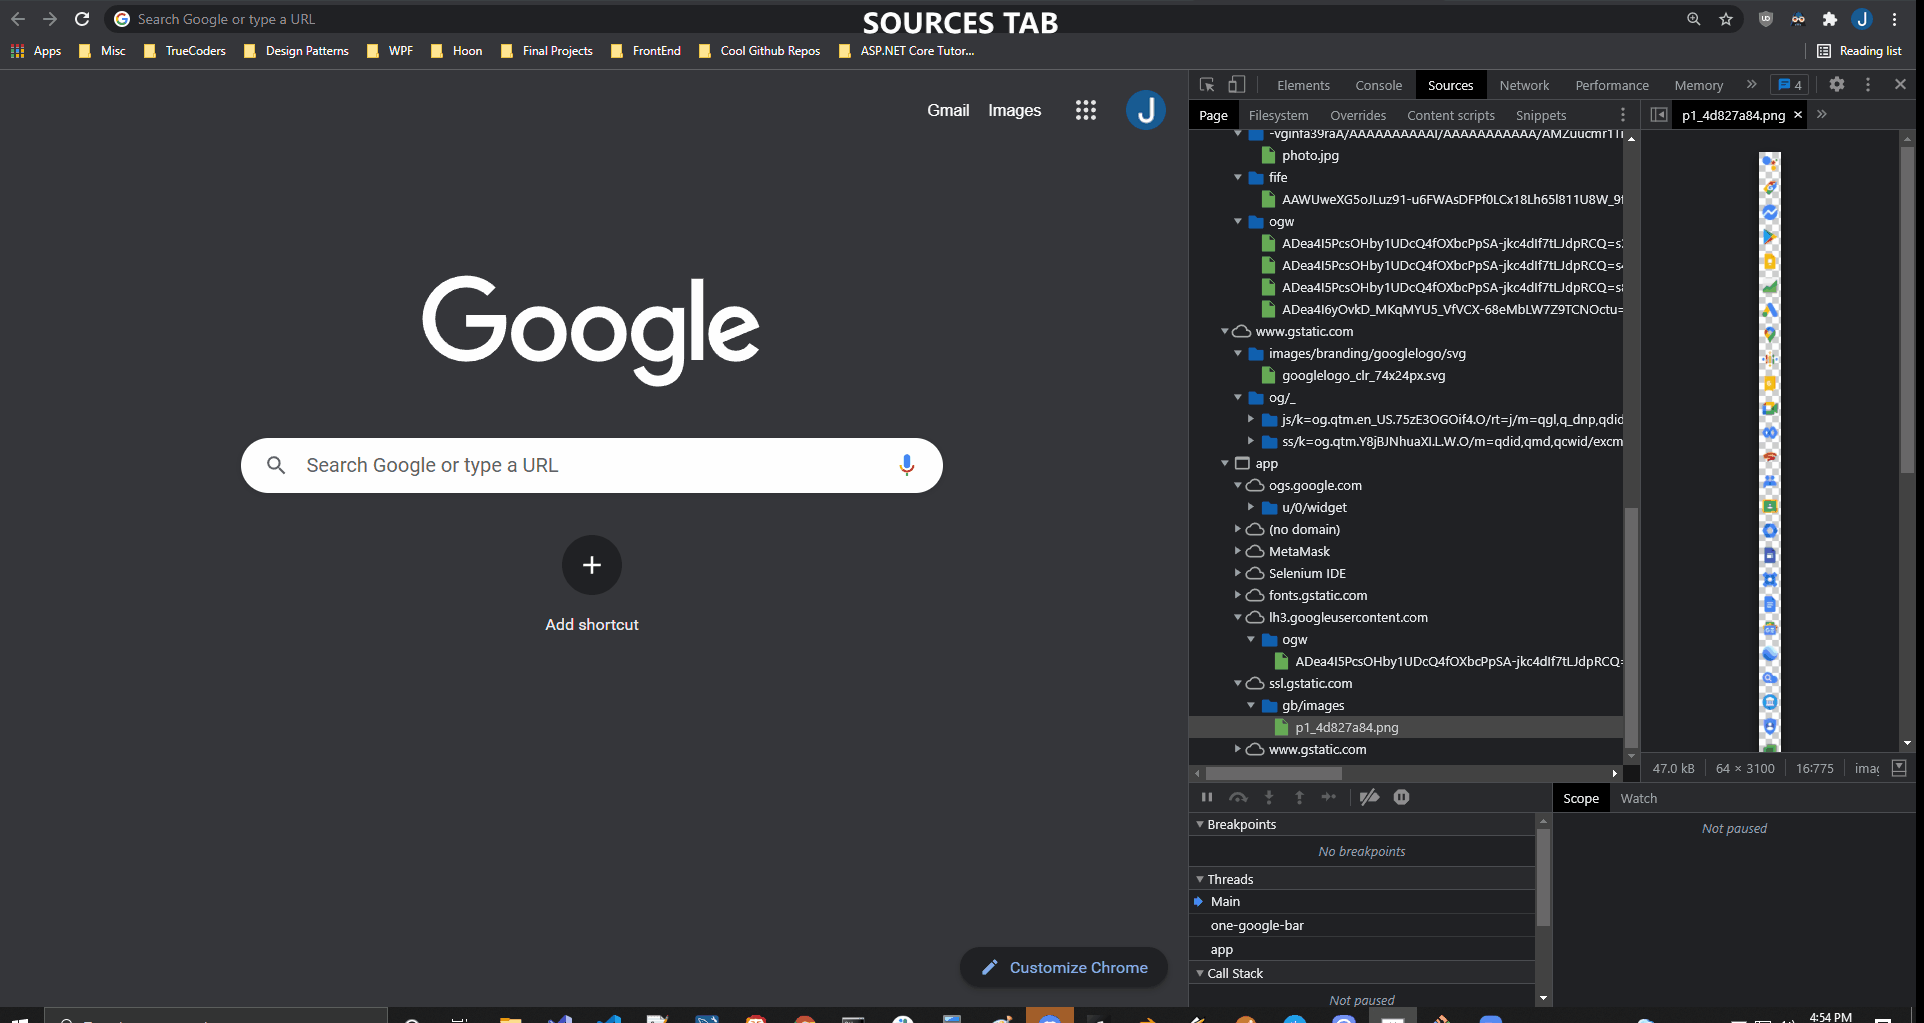 Search Google or type a URL
SOURCES TAB
Apps Misc TrueCoders Design Patterns WPF Hoon Final Projects FrontEnd Cool Github Repos ASP.NET Core Tutor... Reading list
Gmail Images J
Google
Search Google or type a URL
Add shortcut
Customize Chrome
Elements Console Sources Network Performance Memory 4
Page Filesystem Overrides Content scripts Snippets
p1_4d827a84.png
photo.jpg
fife
AAWUweXG5oJLuz91-u6FWAsDFPf0LCx18Lh65l811U8W_9f
ogw
ADea4I5PcsOHby1UDcQ4fOXbcPpSA-jkc4dIf7tLJdpRCQ=s
ADea4I5PcsOHby1UDcQ4fOXbcPpSA-jkc4dIf7tLJdpRCQ=s4
ADea4I5PcsOHby1UDcQ4fOXbcPpSA-jkc4dIf7tLJdpRCQ=s8
ADea4I6yOvkD_MKqMYU5_VfVCX-68eMbLW7Z9TCNOctu=
www.gstatic.com
images/branding/googlelogo/svg
googlelogo_clr_74x24px.svg
og/_
js/k=og.qtm.en_US.75zE3OGOif4.O/rt=j/m=qgl,q_dnp,qdid
ss/k=og.qtm.Y8jBJNhuaXI.L.W.O/m=qdid,qmd,qcwid/excm
app
ogs.google.com
u/0/widget
(no domain)
MetaMask
Selenium IDE
fonts.gstatic.com
lh3.googleusercontent.com
ogw
ADea4I5PcsOHby1UDcQ4fOXbcPpSA-jkc4dIf7tLJdpRCQ=
ssl.gstatic.com
gb/images
p1_4d827a84.png
www.gstatic.com
47.0 kB 64 × 3100 16:775 imag
Scope Watch
Not paused
Breakpoints
No breakpoints
Threads
Main
one-google-bar
app
Call Stack
Not paused
4:54 PM